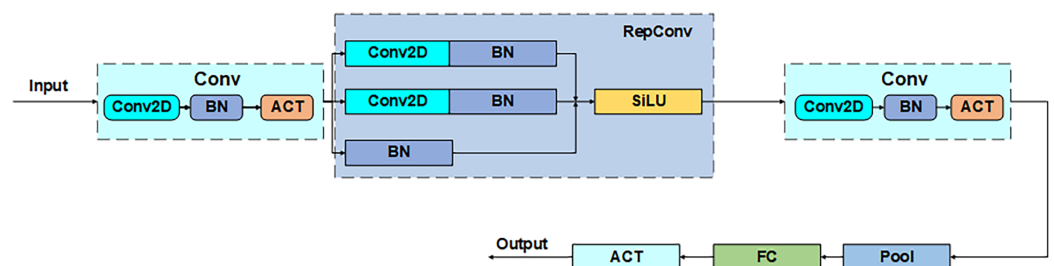 Input
Conv
Conv2D BN ACT
RepConv
Conv2D BN
Conv2D BN
BN
SiLU
Conv
Conv2D BN ACT
Output
ACT FC Pool